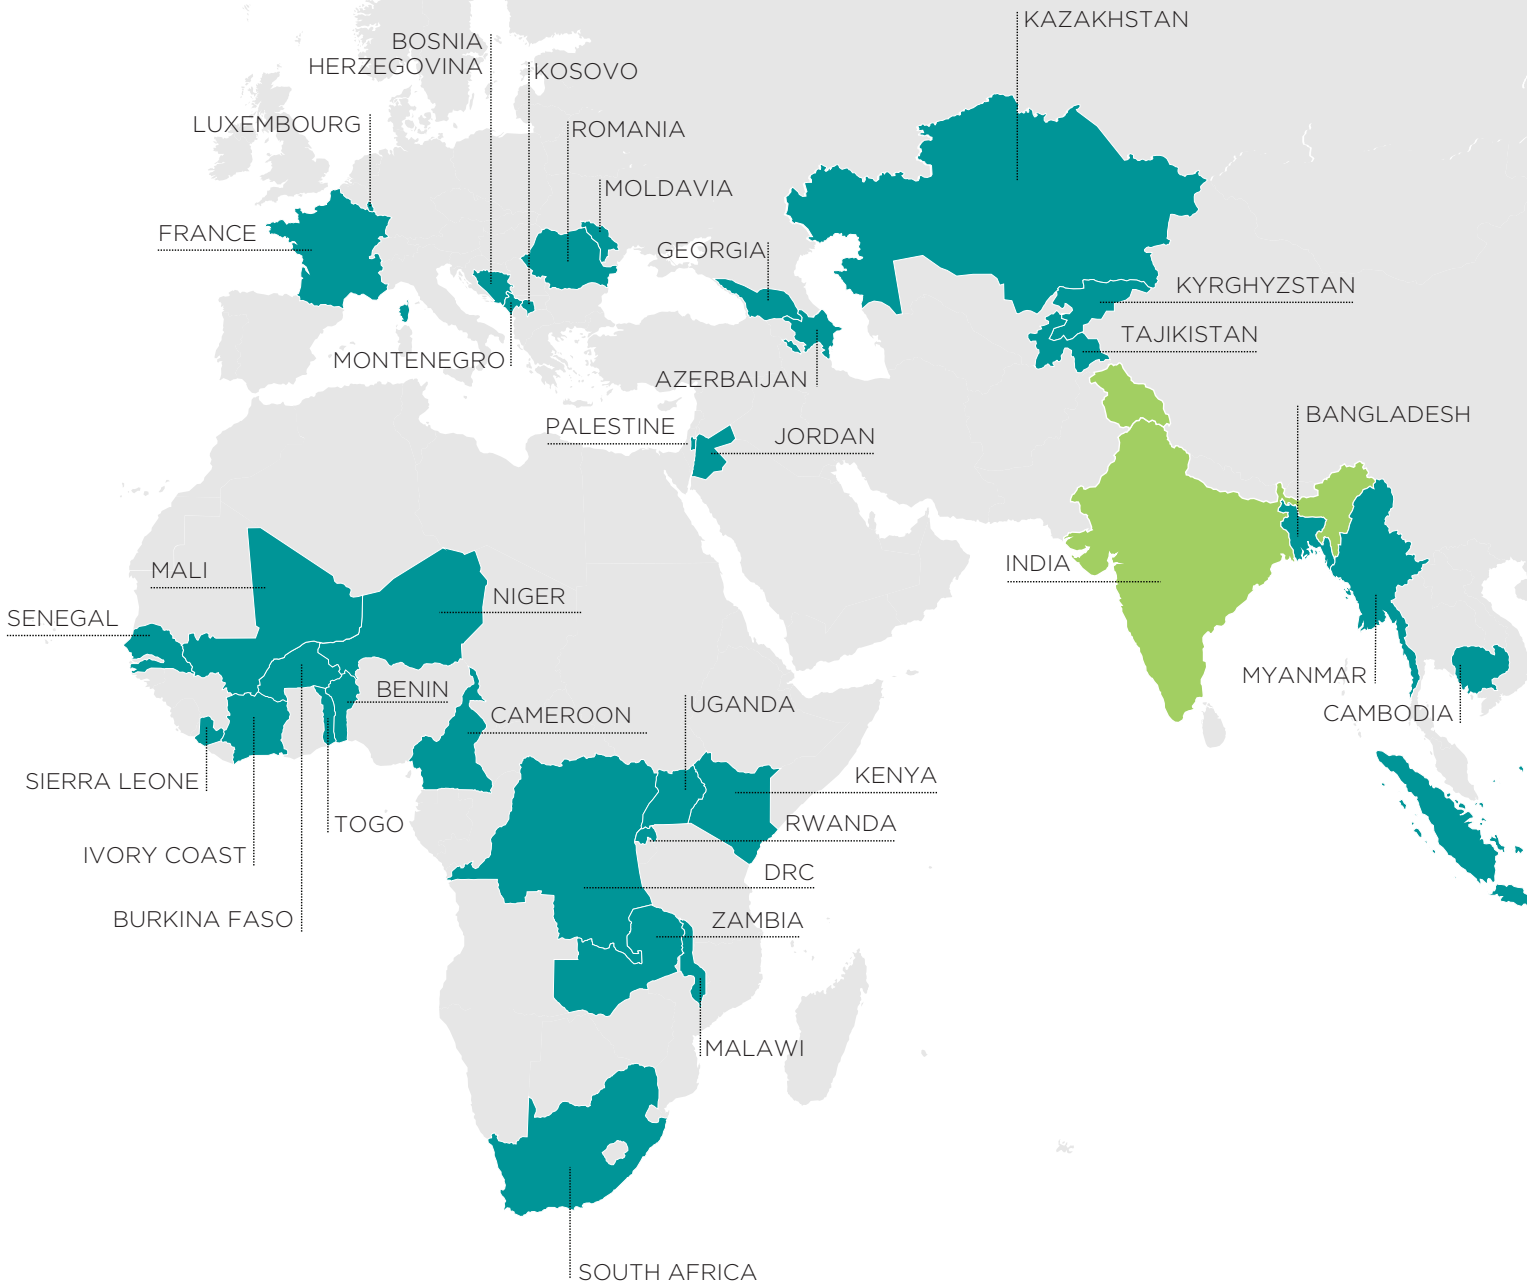 KAZAKHSTAN
BOSNIA
HERZEGOVINA
KOSOVO
LUXEMBOURG
ROMANIA
MOLDAVIA
FRANCE
GEORGIA
KYRGHYZSTAN
TAJIKISTAN
MONTENEGRO
AZERBAIJAN
BANGLADESH
PALESTINE
JORDAN
INDIA
MALI
NIGER
SENEGAL
MYANMAR
BENIN
UGANDA
CAMEROON
CAMBODIA
SIERRA LEONE
KENYA
TOGO
RWANDA
IVORY COAST
DRC
BURKINA FASO
ZAMBIA
MALAWI
SOUTH AFRICA